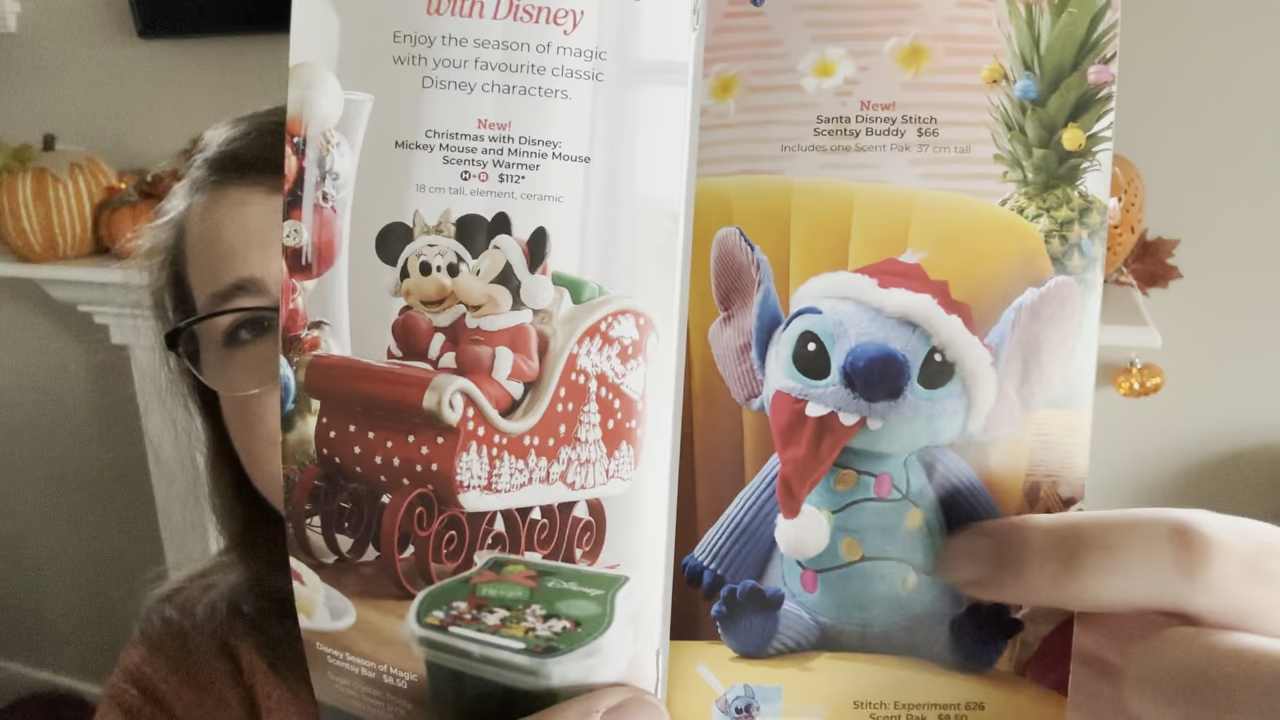 with Disney
Enjoy the season of magic
with your favourite classic
Disney characters.
New!
Christmas with Disney:
Mickey Mouse and Minnie Mouse
Scentsy Warmer
H+R $112*
18 cm tall, element, ceramic
Disney
Disney Season of Magic
Scentsy Bar $8.50
Sugar crystals,
New!
Santa Disney Stitch
Scentsy Buddy $66
Includes one Scent Pak. 37 cm tall
Stitch: Experiment 626
Scent Pak $9.50